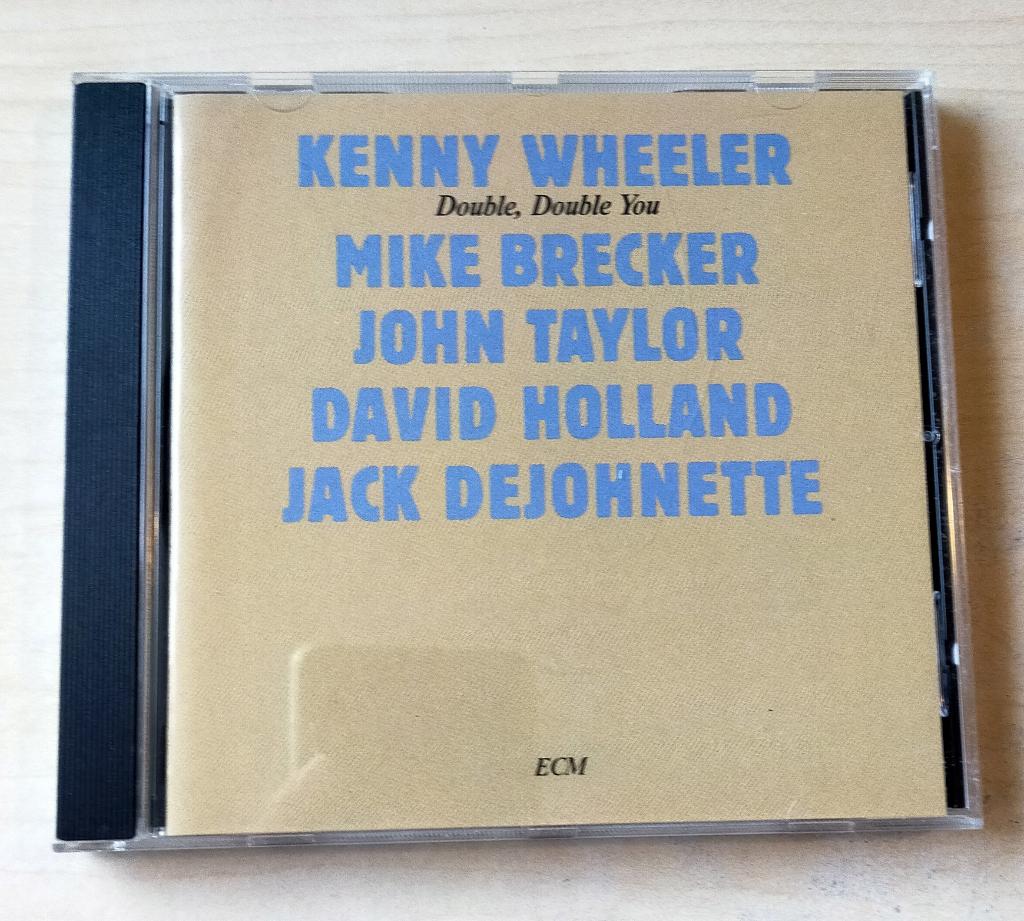 KENNY WHEELER
Double, Double You
MIKE BRECKER
JOHN TAYLOR
DAVID HOLLAND
JACK DEJOHNETTE
ECM